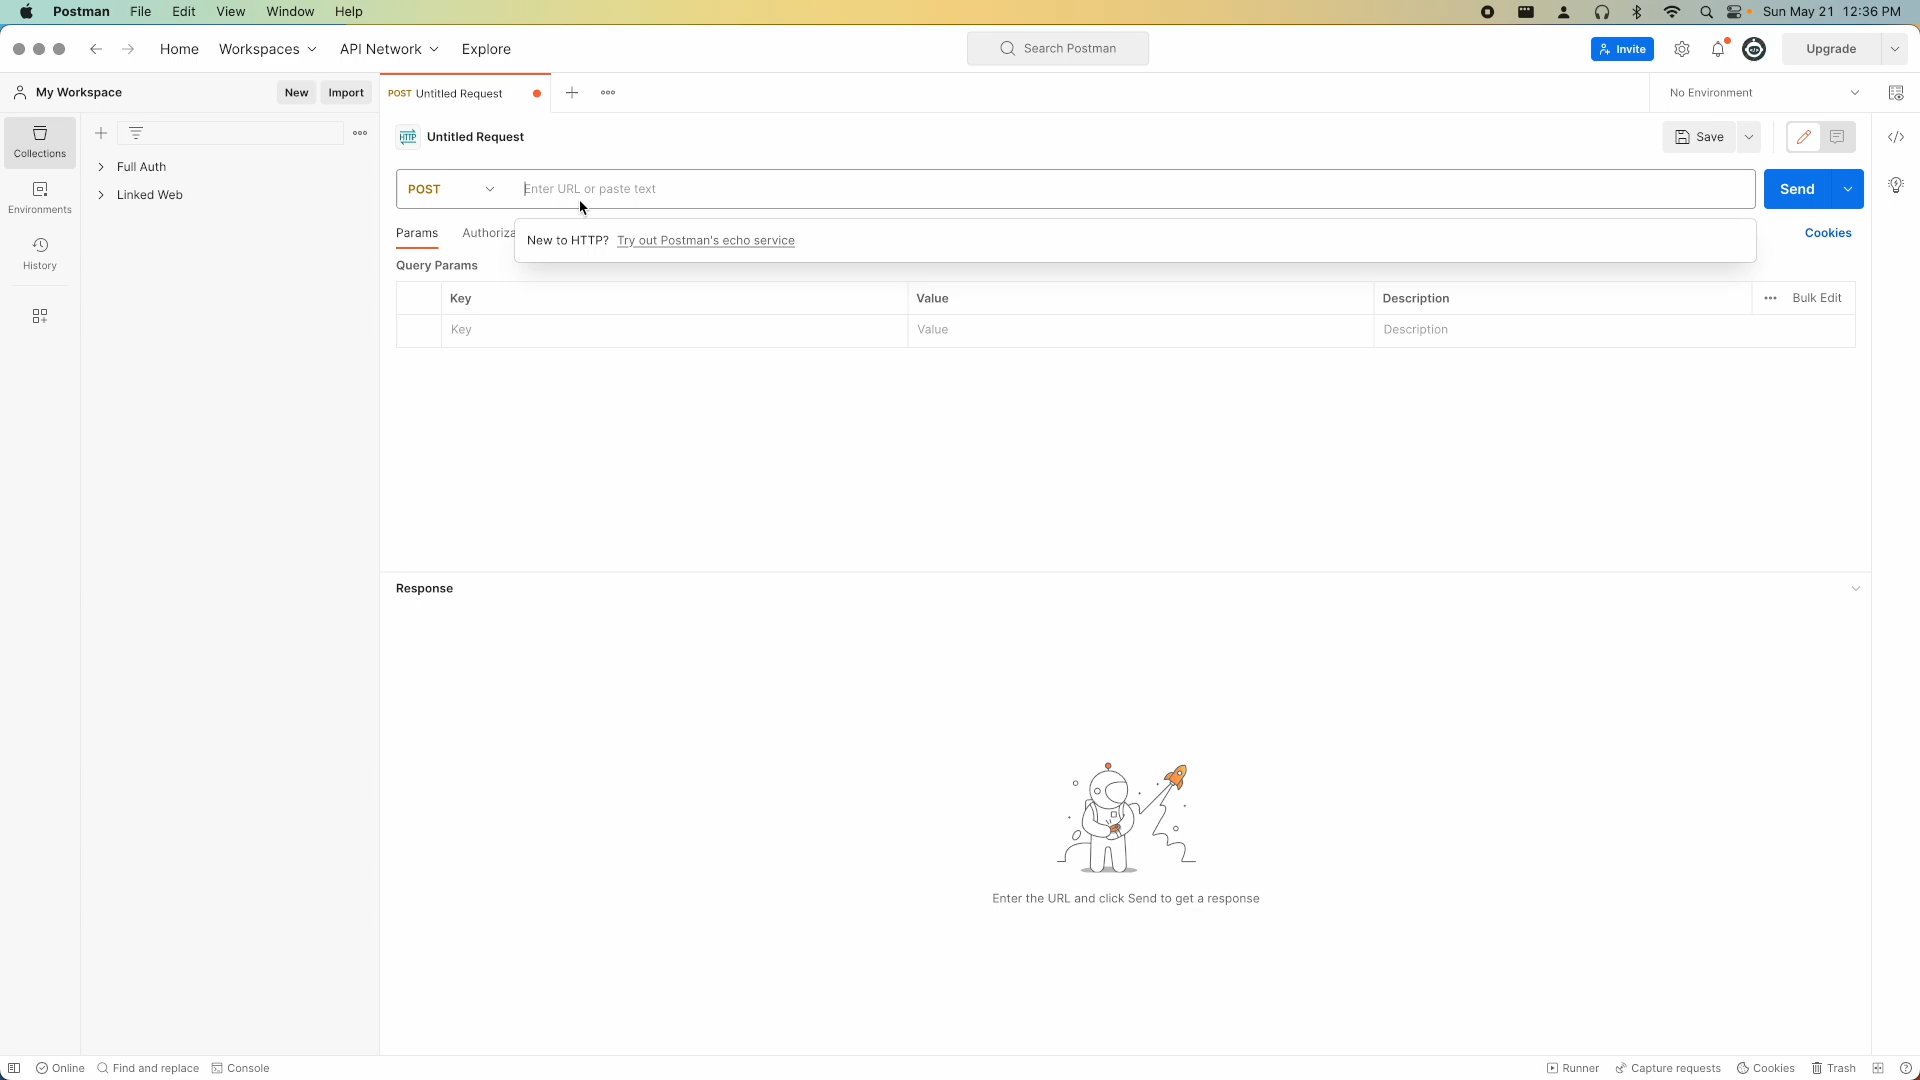 Postman File Edit View Window Help Sun May 21 12:36 PM
Home Workspaces API Network Explore Search Postman Invite Upgrade
My Workspace New Import POST Untitled Request No Environment
Collections
Environments
History
Full Auth
Linked Web
HTTP Untitled Request Save
POST Enter URL or paste text Send
Params Authoriza Cookies
New to HTTP? Try out Postman's echo service
Query Params
Key Value Description Bulk Edit
Key Value Description
Response
Enter the URL and click Send to get a response
Online Find and replace Console Runner Capture requests Cookies Trash